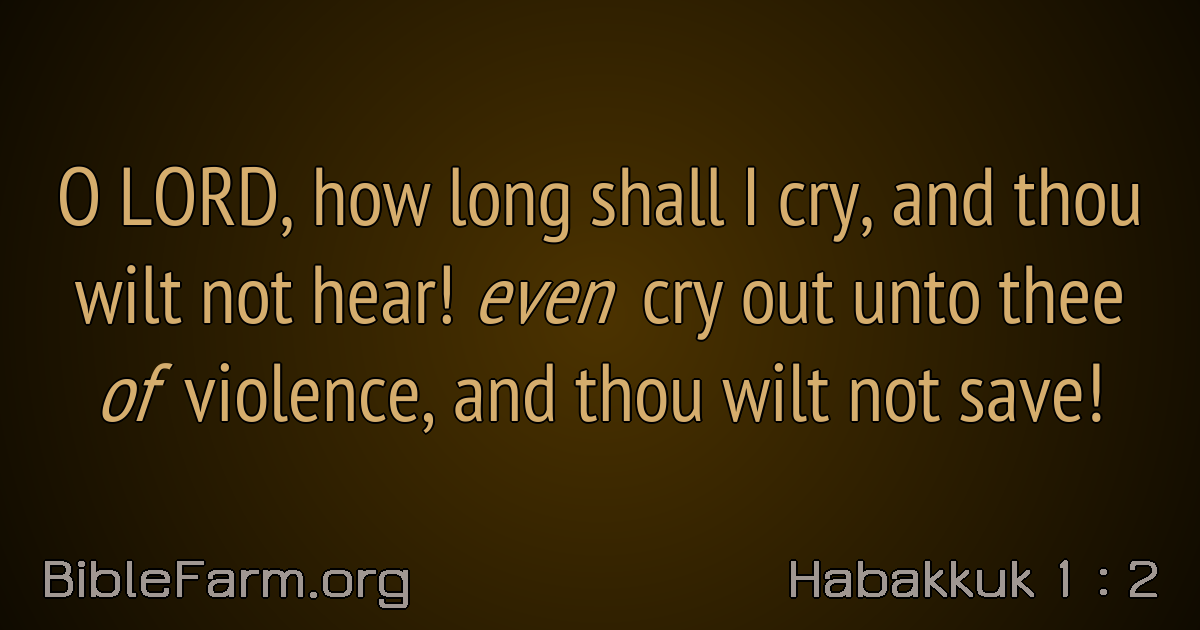 O LORD, how long shall I cry, and thou
wilt not hear! even cry out unto thee
of violence, and thou wilt not save!
BibleFarm.org
Habakkuk 1 : 2